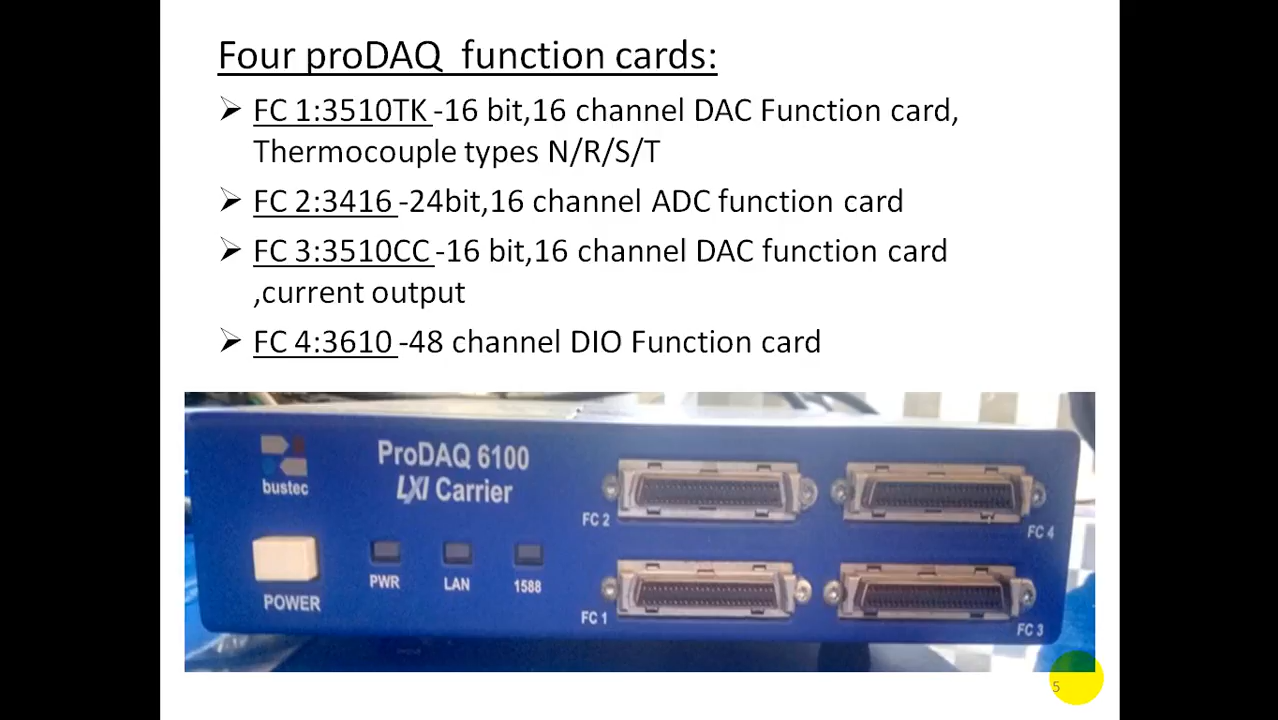 Four proDAQ  function cards:
➢ FC 1:3510TK -16 bit,16 channel DAC Function card,
Thermocouple types N/R/S/T
➢ FC 2:3416 -24bit,16 channel ADC function card
➢ FC 3:3510CC -16 bit,16 channel DAC function card
,current output
➢ FC 4:3610 -48 channel DIO Function card
bustec
ProDAQ 6100
LXI Carrier
POWER
PWR
LAN
1588
FC 2
FC 4
FC 1
FC 3
5